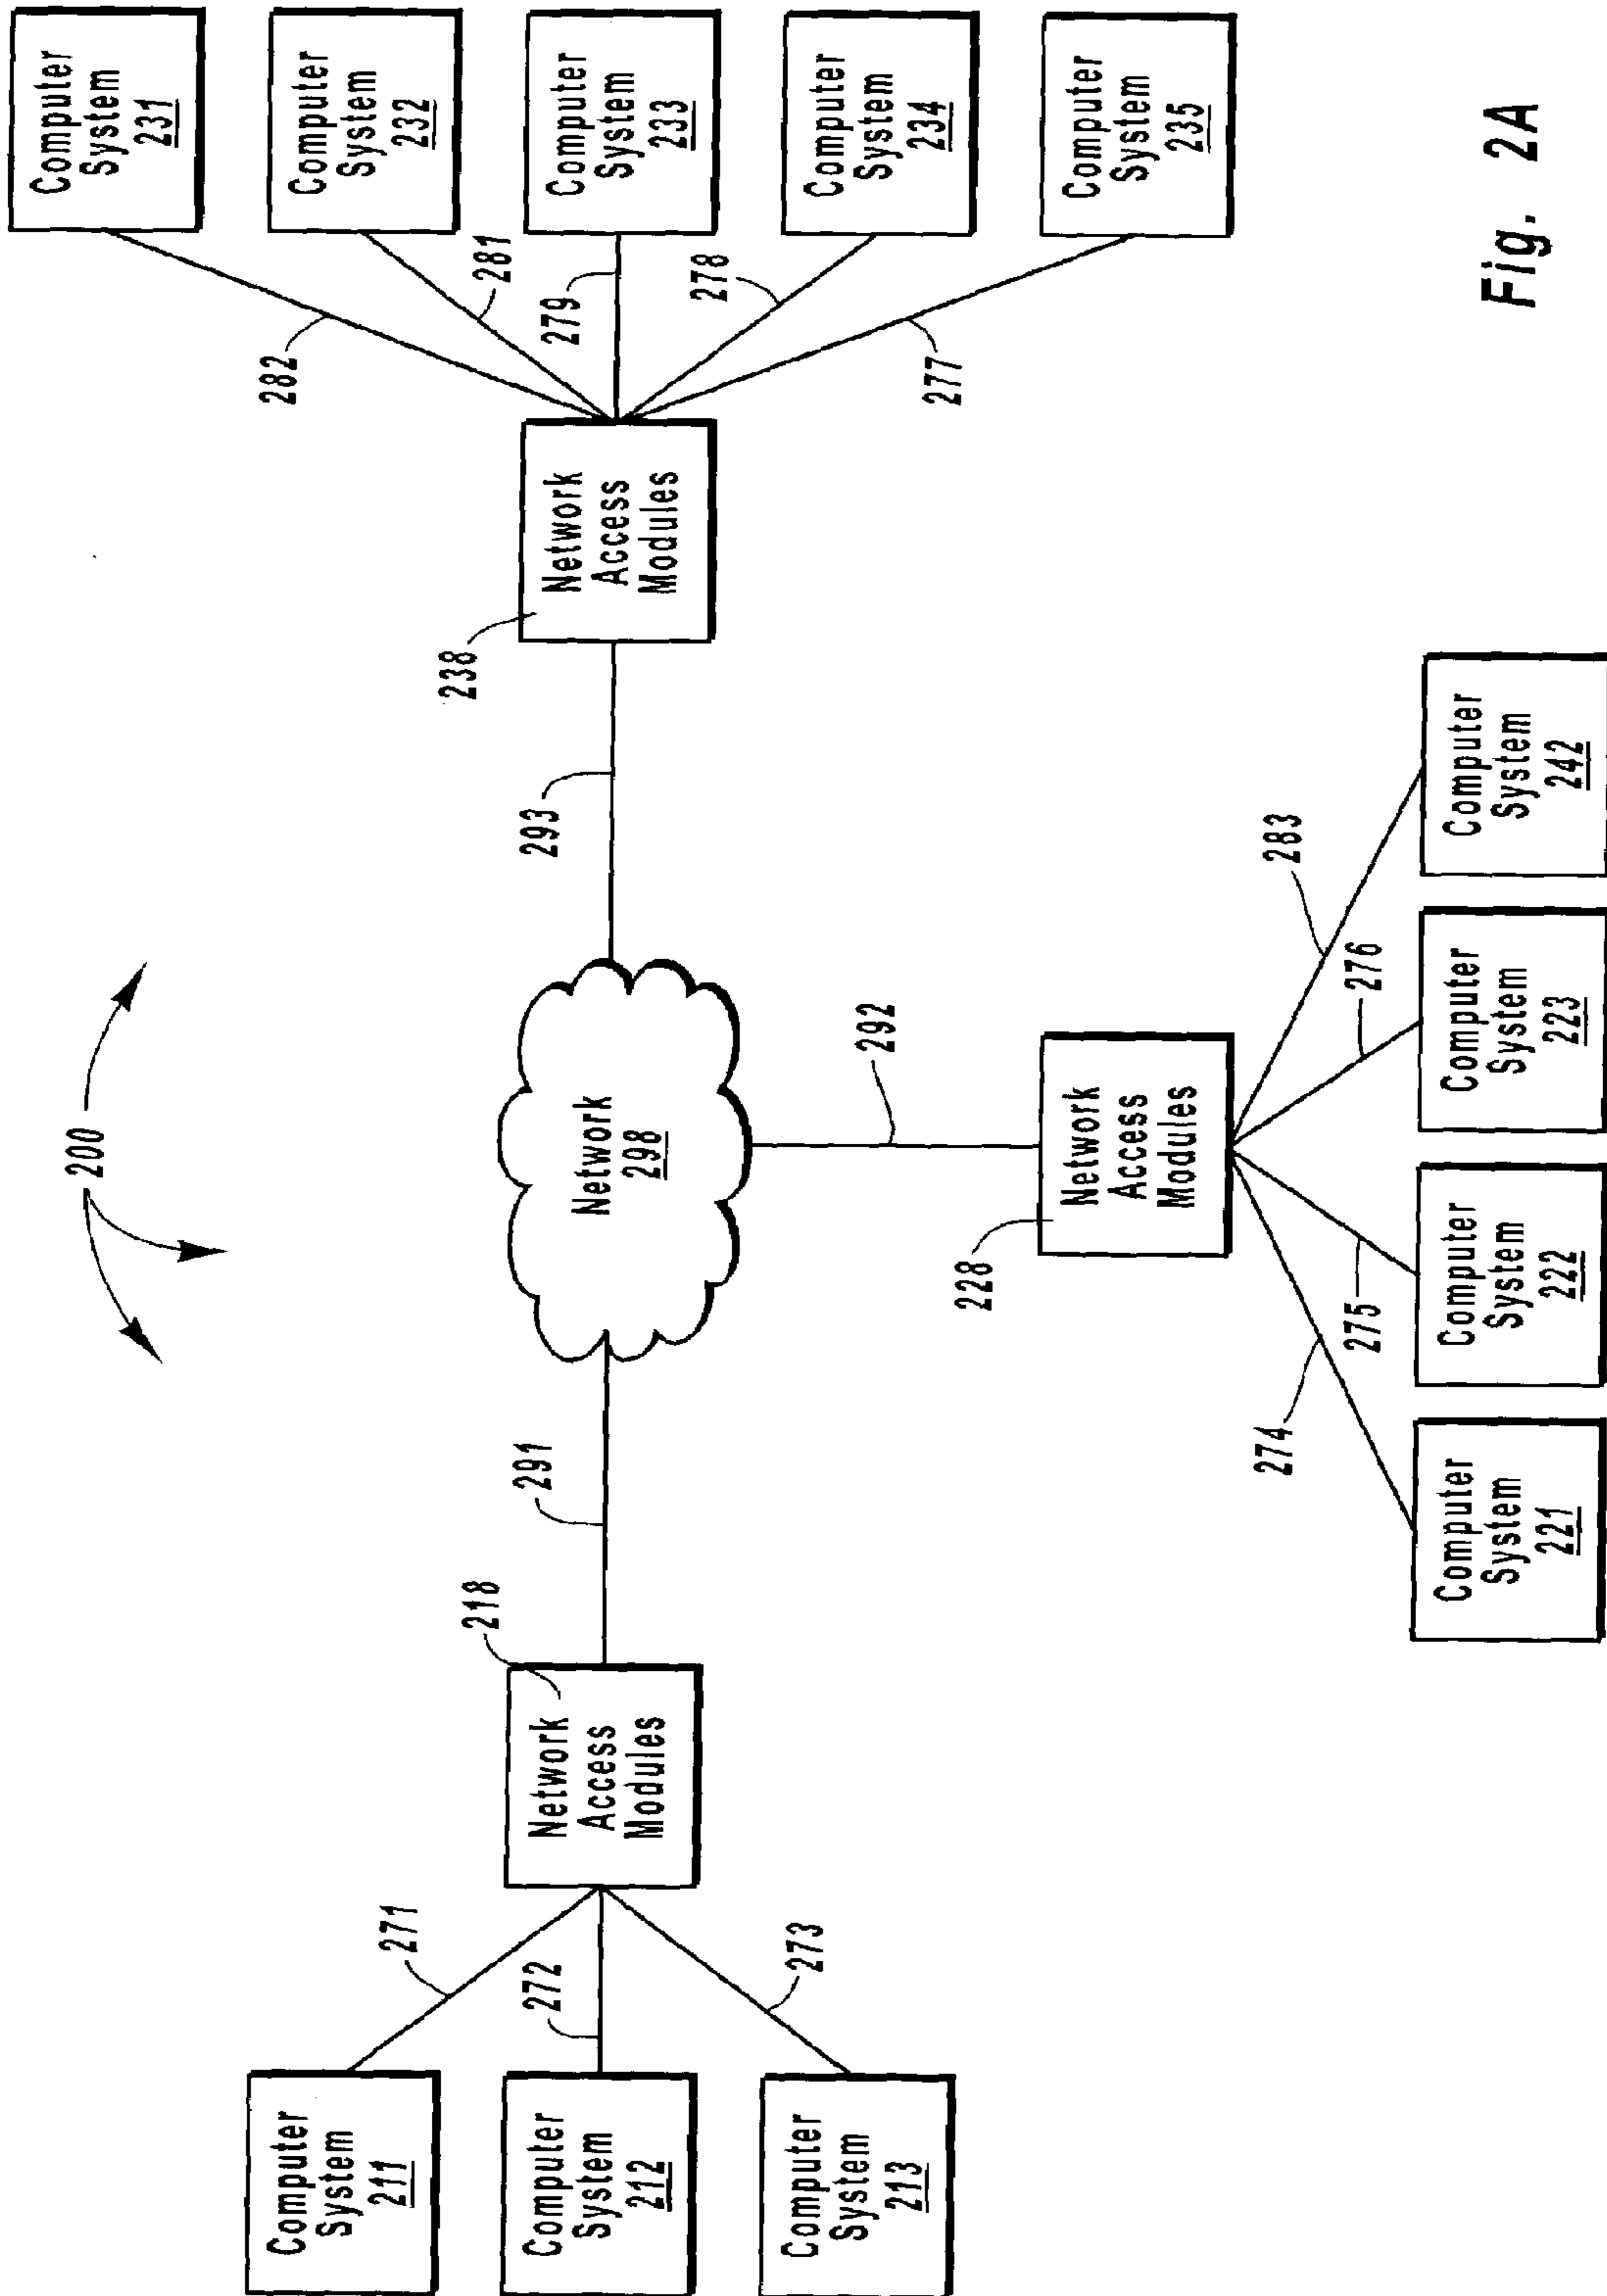 200
Computer
System
211
Computer
System
212
Computer
System
213
271
272
273
Network
Access
Modules
218
291
Network
298
292
293
Network
Access
Modules
238
282
281
279
278
277
Computer
System
231
Computer
System
232
Computer
System
233
Computer
System
234
Computer
System
235
Network
Access
Modules
228
274
275
276
283
Computer
System
221
Computer
System
222
Computer
System
223
Computer
System
242
Fig. 2A